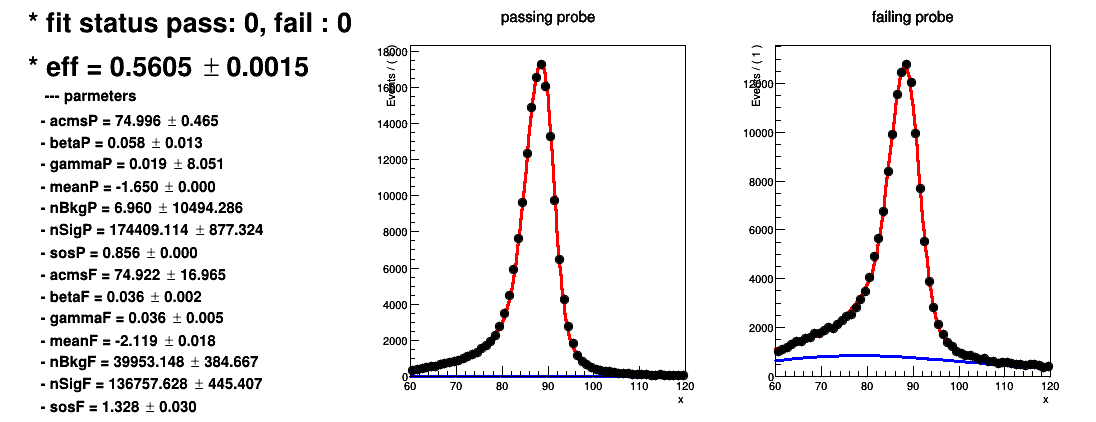 * fit status pass: 0, fail : 0
* eff = 0.5605 ± 0.0015
--- parmeters
- acmsP = 74.996 ± 0.465
- betaP = 0.058 ± 0.013
- gammaP = 0.019 ± 8.051
- meanP = -1.650 ± 0.000
- nBkgP = 6.960 ± 10494.286
- nSigP = 174409.114 ± 877.324
- sosP = 0.856 ± 0.000
- acmsF = 74.922 ± 16.965
- betaF = 0.036 ± 0.002
- gammaF = 0.036 ± 0.005
- meanF = -2.119 ± 0.018
- nBkgF = 39953.148 ± 384.667
- nSigF = 136757.628 ± 445.407
- sosF = 1.328 ± 0.030
passing probe
Events / ( 1 )
18000
16000
14000
12000
10000
8000
6000
4000
2000
0
60 70 80 90 100 110 120
x
failing probe
Events / ( 1 )
12000
10000
8000
6000
4000
2000
0
60 70 80 90 100 110 120
x